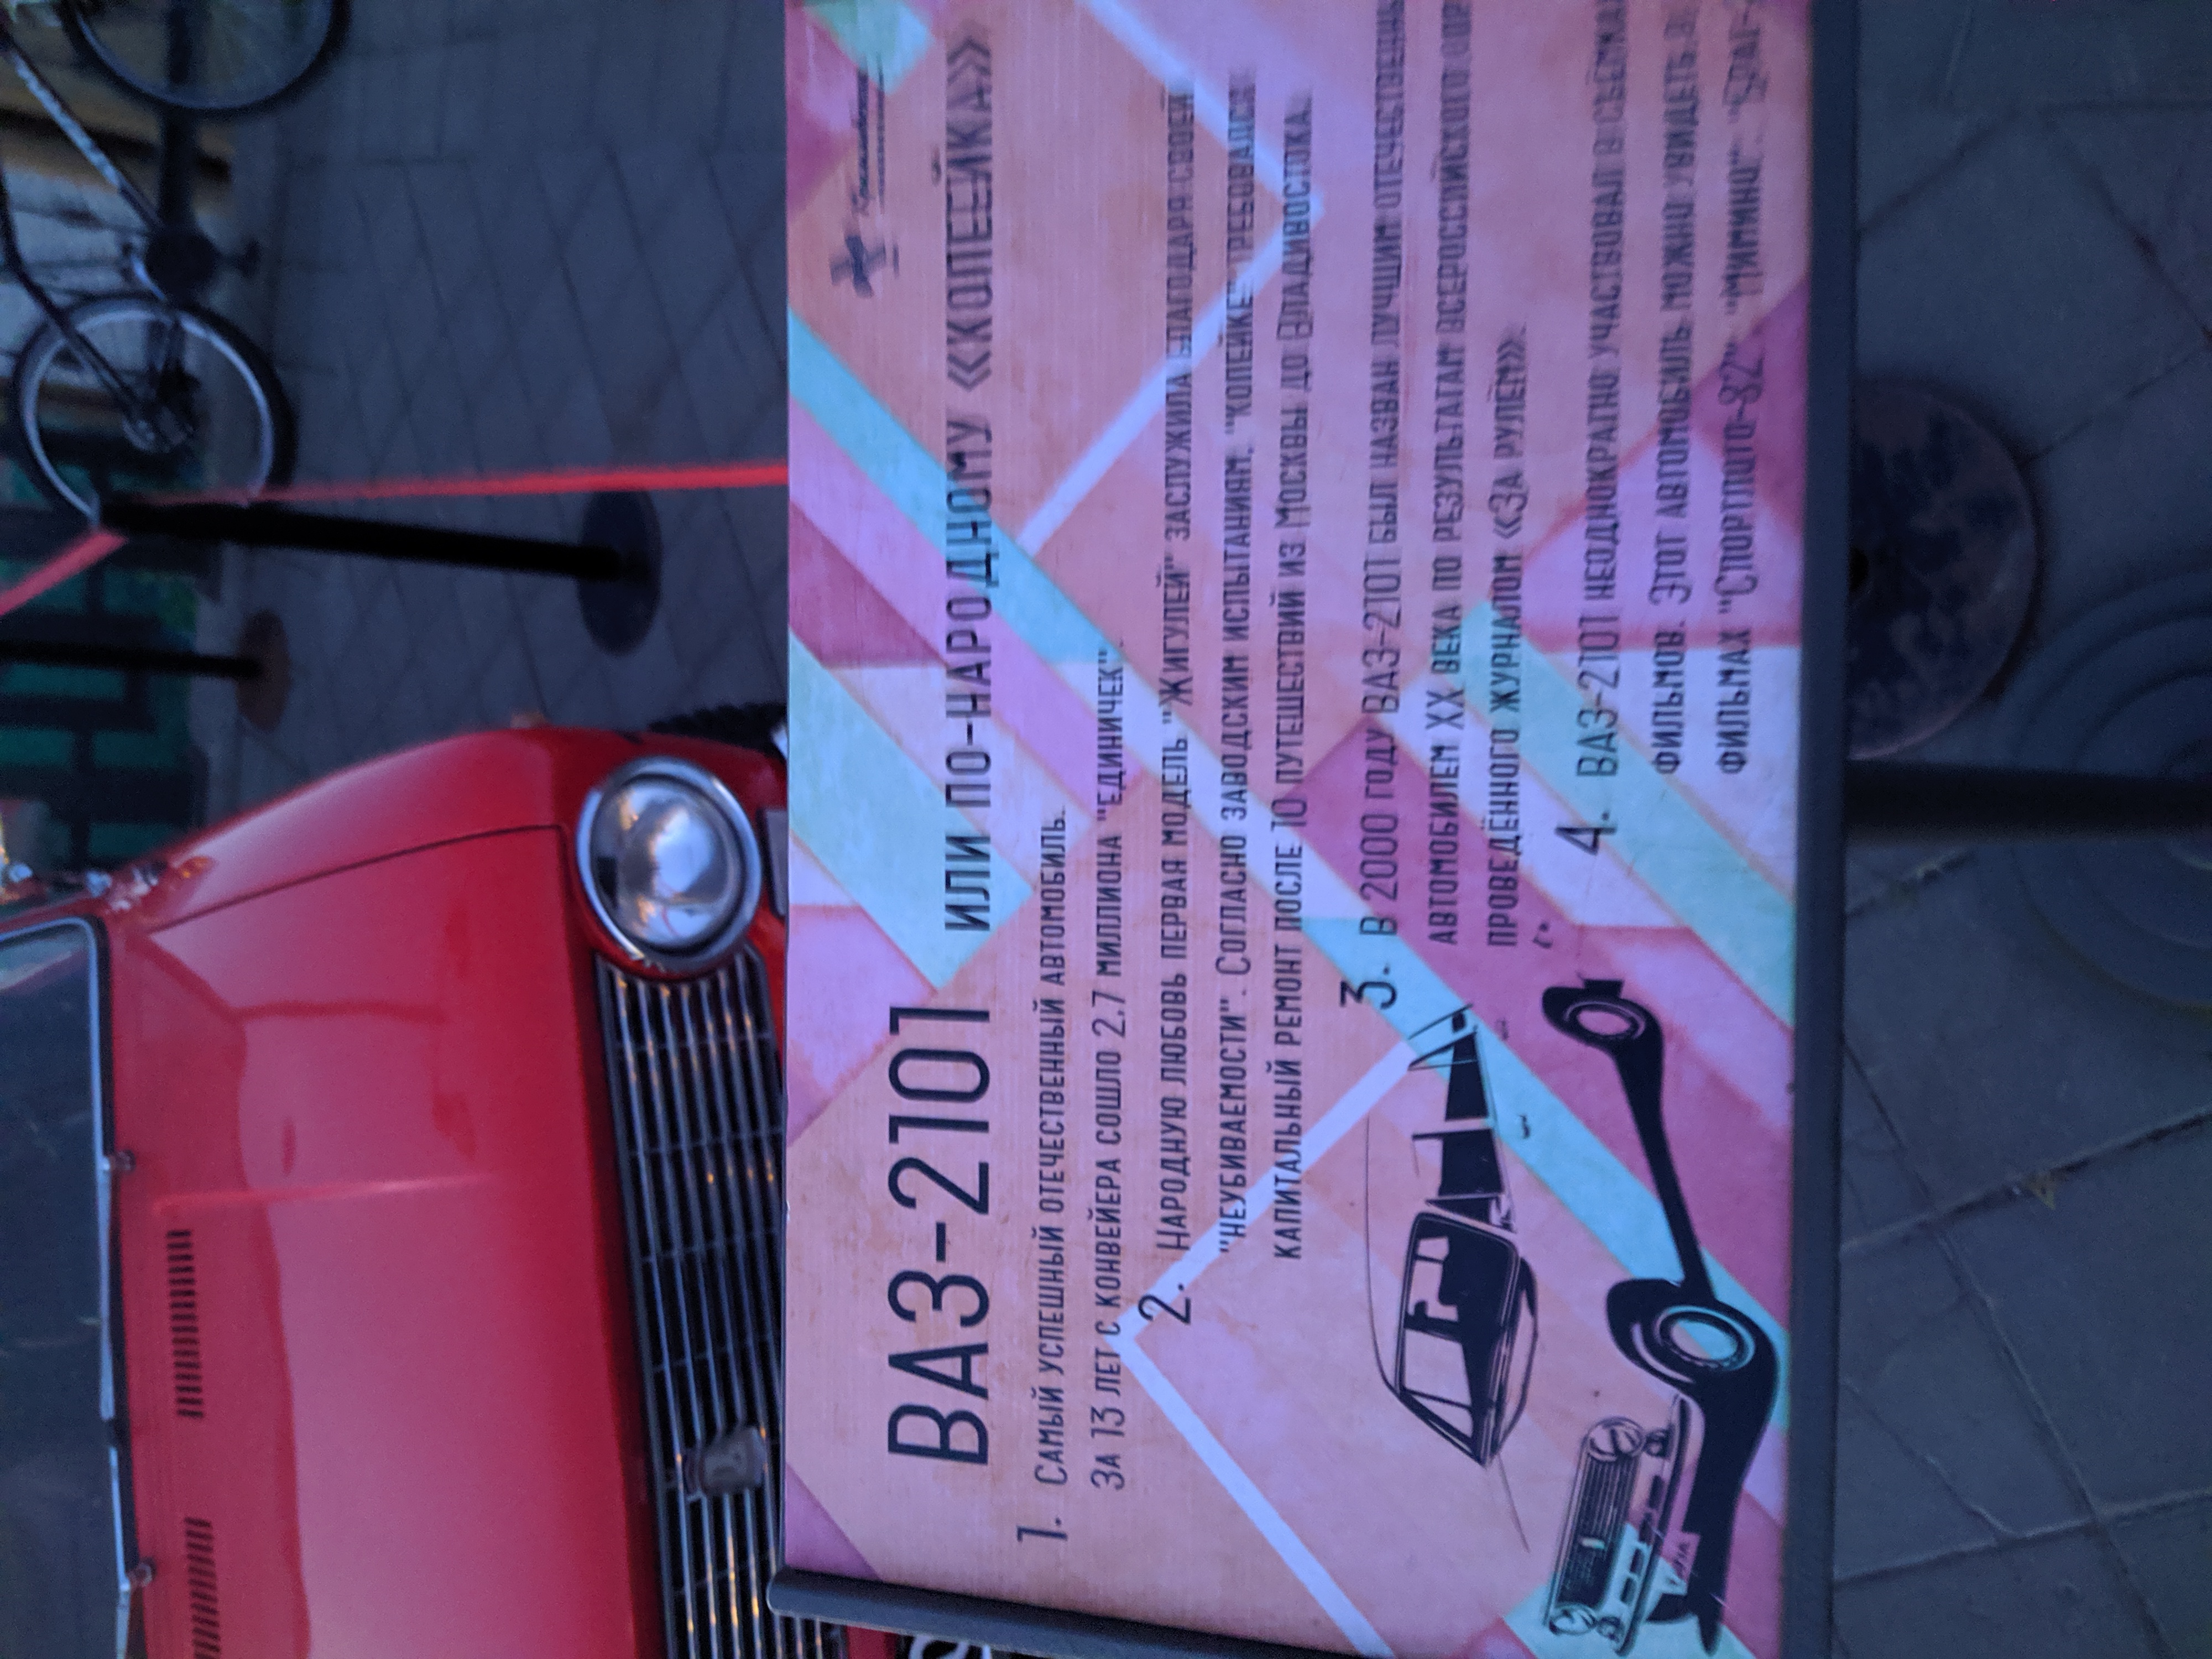 ВАЗ-2101 ИЛИ ПО-НАРОДНОМУ «КОПЕЕЙКА»
1. САМЫЙ УСПЕШНЫЙ ОТЕЧЕСТВЕННЫЙ АВТОМОБИЛЬ.
ЗА 13 ЛЕТ С КОНВЕЙЕРА СОШЛО 2,7 МИЛЛИОНА "ЕДИНИЧЕК".
2. НАРОДНУЮ ЛЮБОВЬ ПЕРВАЯ МОДЕЛЬ "ЖИГУЛЕЙ" ЗАСЛУЖИЛА БЛАГОДАРЯ СВОЕЙ
"НЕУБИВАЕМОСТИ". СОГЛАСНО ЗАВОДСКИМ ИСПЫТАНИЯМ, "КОПЕЙКЕ" ТРЕБОВАЛСЯ
КАПИТАЛЬНЫЙ РЕМОНТ ПОСЛЕ 10 ПУТЕШЕСТВИЙ ИЗ МОСКВЫ ДО ВЛАДИВОСТОКА.
3. В 2000 ГОДУ ВАЗ-2101 БЫЛ НАЗВАН ЛУЧШИМ
АВТОМОБИЛЕМ XX ВЕКА ПО РЕЗУЛЬТАТАМ ВСЕРОССИЙСКОГО
ПРОВЕДЁННОГО ЖУРНАЛОМ «ЗА РУЛЁМ».
4. ВАЗ-2101 НЕОДНОКРАТНО УЧАСТВОВАЛ В
ФИЛЬМОВ. ЭТОТ АВТОМОБИЛЬ МОЖНО УВИДЕТЬ В
ФИЛЬМАХ "СПОРТЛОТО-82", "МИМИНО",